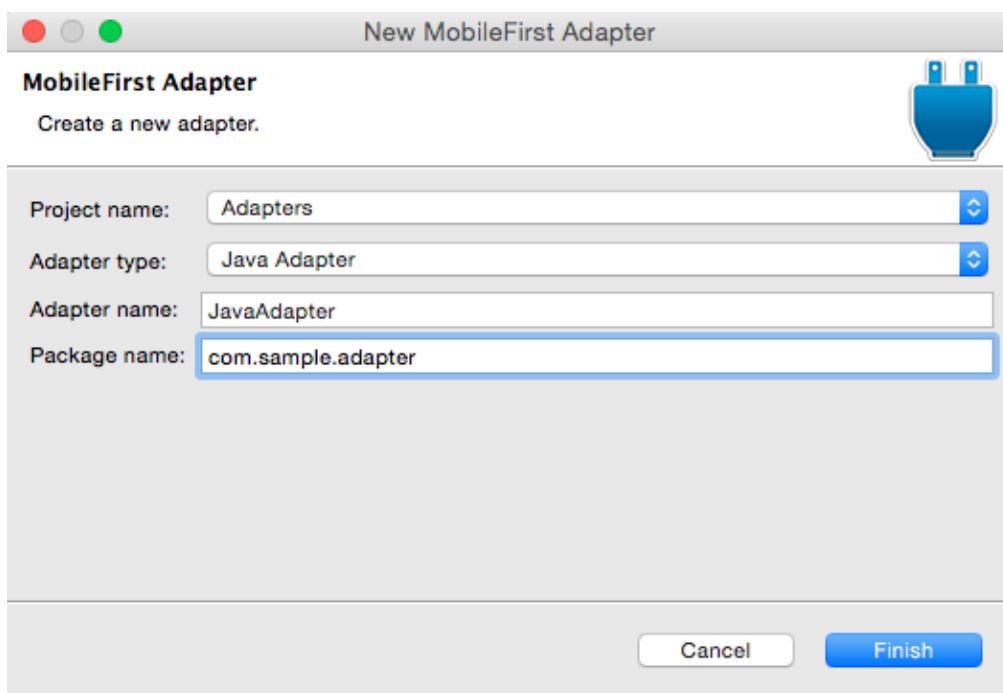 New MobileFirst Adapter
MobileFirst Adapter
Create a new adapter.
Project name: Adapters
Adapter type: Java Adapter
Adapter name: JavaAdapter
Package name: com.sample.adapter
Cancel Finish